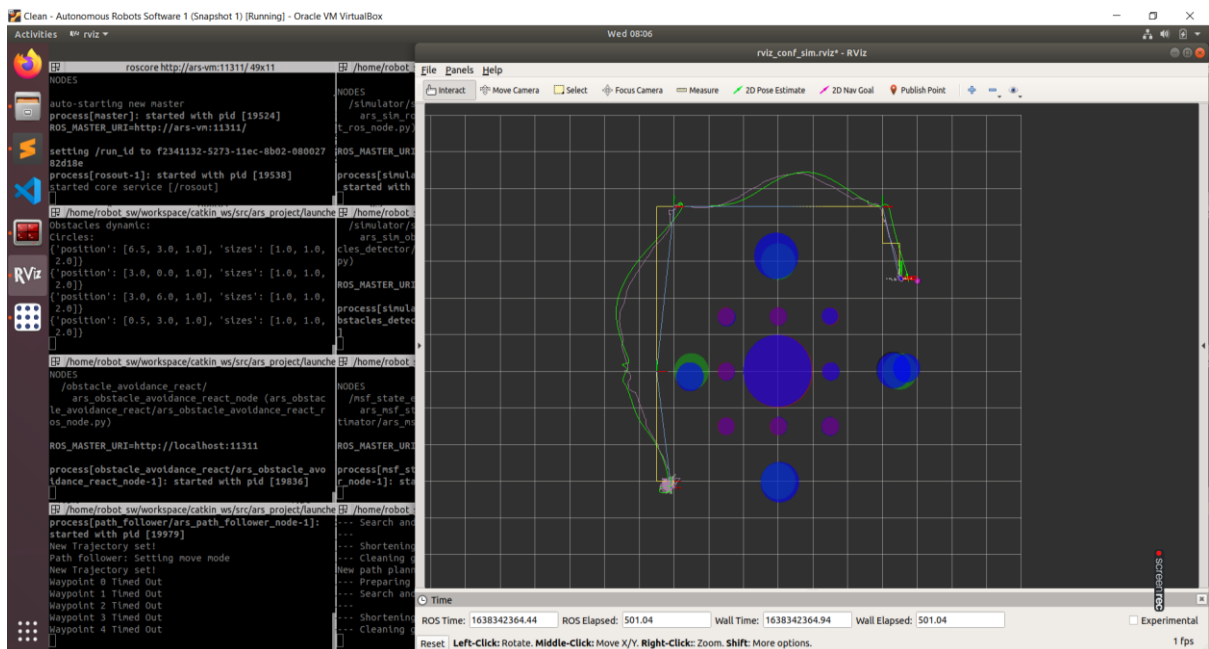 Clean - Autonomous Robots Software 1 (Snapshot 1) [Running] - Oracle VM VirtualBox
Activities
rviz
Wed 08:06
roscore http://ars-vm:11311/ 49x11
NODES
auto-starting new master
process[master]: started with pid [19524]
ROS_MASTER_URI=http://ars-vm:11311/
setting /run_id to f2341132-5273-11ec-8b02-080027
82d18e
process[rosout-1]: started with pid [19538]
started core service [/rosout]
/home/robot_sw/workspace/catkin_ws/src/ars_project/launche
Obstacles dynamic:
Circles:
{'position': [6.5, 3.0, 1.0], 'sizes': [1.0, 1.0,
2.0]}
{'position': [3.0, 0.0, 1.0], 'sizes': [1.0, 1.0,
2.0]}
{'position': [3.0, 6.0, 1.0], 'sizes': [1.0, 1.0,
2.0]}
{'position': [0.5, 3.0, 1.0], 'sizes': [1.0, 1.0,
2.0]}
/home/robot_sw/workspace/catkin_ws/src/ars_project/launche
NODES
/obstacle_avoidance_react/
ars_obstacle_avoidance_react_node (ars_obstac
le_avoidance_react/ars_obstacle_avoidance_react_r
os_node.py)
ROS_MASTER_URI=http://localhost:11311
process[obstacle_avoidance_react/ars_obstacle_avo
idance_react_node-1]: started with pid [19836]
/home/robot_sw/workspace/catkin_ws/src/ars_project/launche
process[path_follower/ars_path_follower_node-1]:
started with pid [19979]
New Trajectory set!
Path follower: Setting move mode
New Trajectory set!
Waypoint 0 Timed Out
Waypoint 1 Timed Out
Waypoint 2 Timed Out
Waypoint 3 Timed Out
Waypoint 4 Timed Out
/home/robot_
NODES
/simulator/s
ars_sim_ro
t_ros_node.py)
ROS_MASTER_URI
process[simula
started with
/home/robot_
/simulator/
ars_sim_ob
cles_detector/
py)
ROS_MASTER_URI
process[simula
bstacles_detec
]
/home/robot_
NODES
/msf_state_e
ars_msf_st
timator/ars_ms
ROS_MASTER_URI
process[msf_st
r_node-1]: sta
/home/robot_
--- Search and
---
--- Shortening
--- Cleaning g
New path plann
--- Preparing
--- Search and
---
--- Shortening
--- Cleaning g
RViz
rviz_conf_sim.rviz* - RViz
File Panels Help
Interact
Move Camera
Select
Focus Camera
Measure
2D Pose Estimate
2D Nav Goal
Publish Point
screenrec
Time
ROS Time: 1638342364.44
ROS Elapsed: 501.04
Wall Time: 1638342364.94
Wall Elapsed: 501.04
Experimental
Reset
Left-Click: Rotate. Middle-Click: Move X/Y. Right-Click:: Zoom. Shift: More options.
1 fps